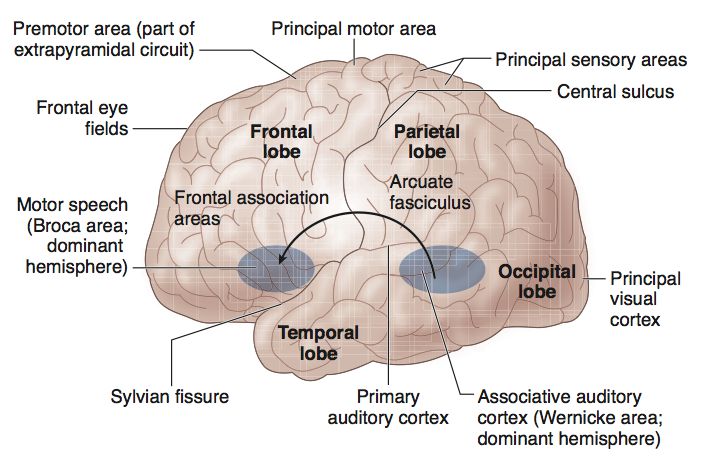 Premotor area (part of
extrapyramidal circuit)
Principal motor area
Principal sensory areas
Central sulcus
Frontal eye
fields
Frontal
lobe
Parietal
lobe
Arcuate
fasciculus
Frontal association
areas
Motor speech
(Broca area;
dominant
hemisphere)
Occipital
lobe
Principal
visual
cortex
Temporal
lobe
Sylvian fissure
Primary
auditory cortex
Associative auditory
cortex (Wernicke area;
dominant hemisphere)